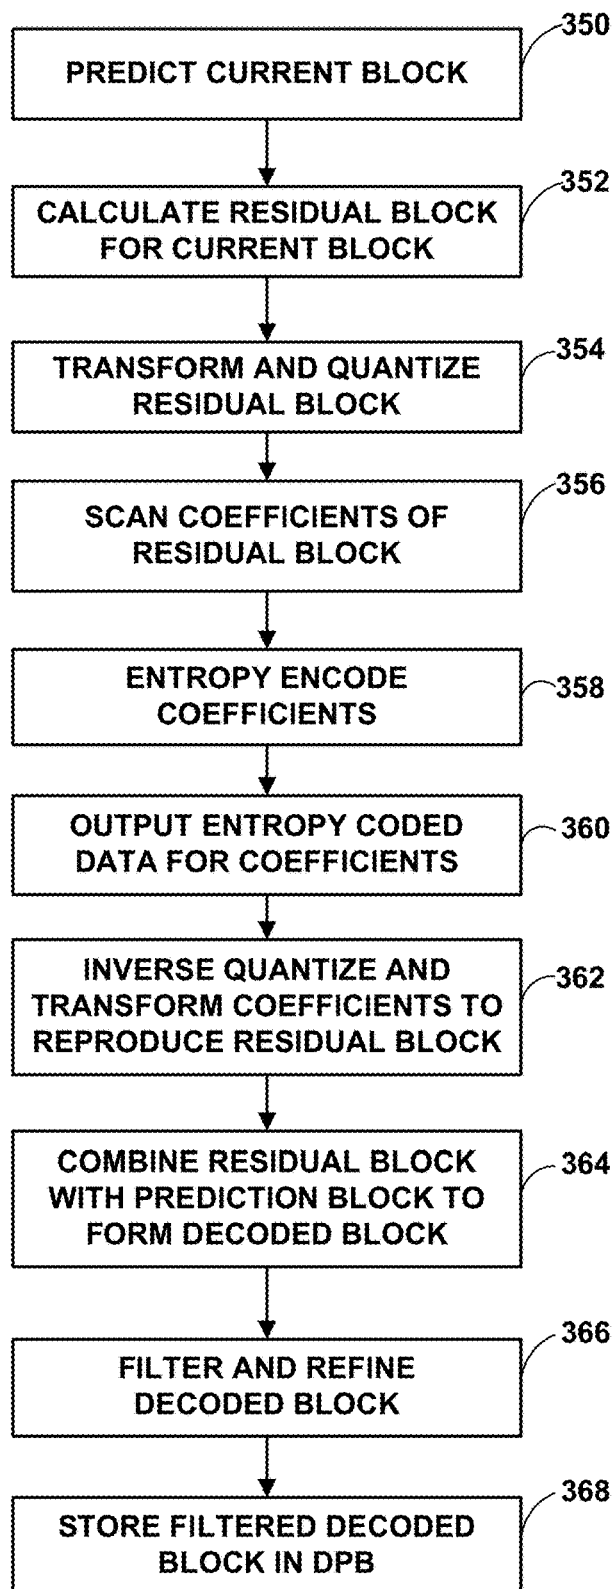 350
PREDICT CURRENT BLOCK
352
CALCULATE RESIDUAL BLOCK
FOR CURRENT BLOCK
354
TRANSFORM AND QUANTIZE
RESIDUAL BLOCK
356
SCAN COEFFICIENTS OF
RESIDUAL BLOCK
358
ENTROPY ENCODE
COEFFICIENTS
360
OUTPUT ENTROPY CODED
DATA FOR COEFFICIENTS
362
INVERSE QUANTIZE AND
TRANSFORM COEFFICIENTS TO
REPRODUCE RESIDUAL BLOCK
364
COMBINE RESIDUAL BLOCK
WITH PREDICTION BLOCK TO
FORM DECODED BLOCK
366
FILTER AND REFINE
DECODED BLOCK
368
STORE FILTERED DECODED
BLOCK IN DPB